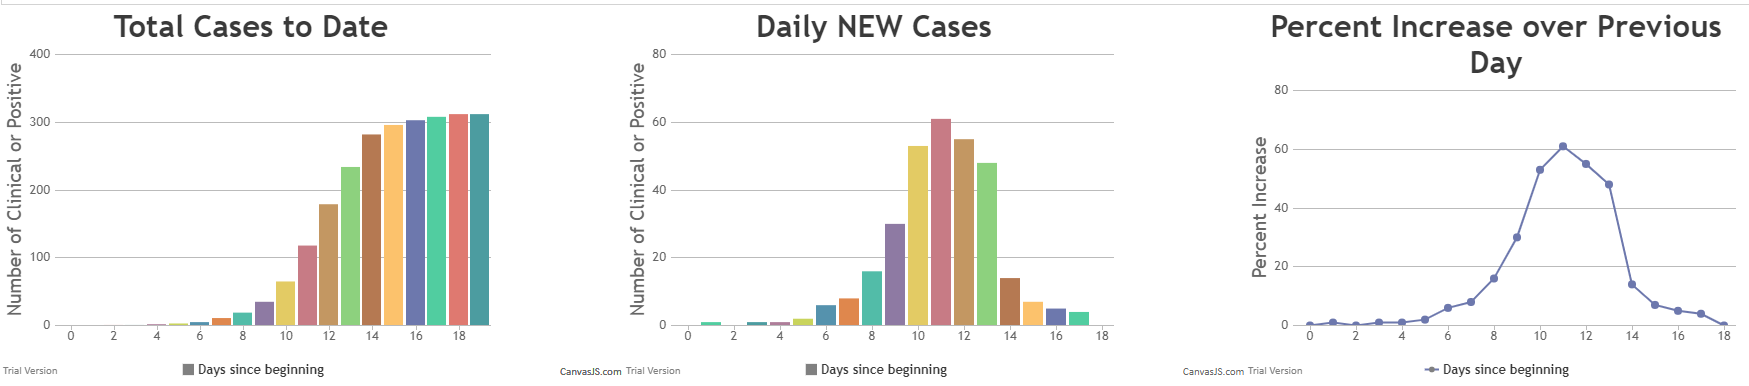 Total Cases to Date
Number of Clinical or Positive
400
300
200
100
0
0 2 4 6 8 10 12 14 16 18
Days since beginning
Trial Version
CanvasJS.com
Daily NEW Cases
Number of Clinical or Positive
80
60
40
20
0
0 2 4 6 8 10 12 14 16 18
Days since beginning
Trial Version
CanvasJS.com
Percent Increase over Previous
Day
Percent Increase
80
60
40
20
0
0 2 4 6 8 10 12 14 16 18
Days since beginning
Trial Version